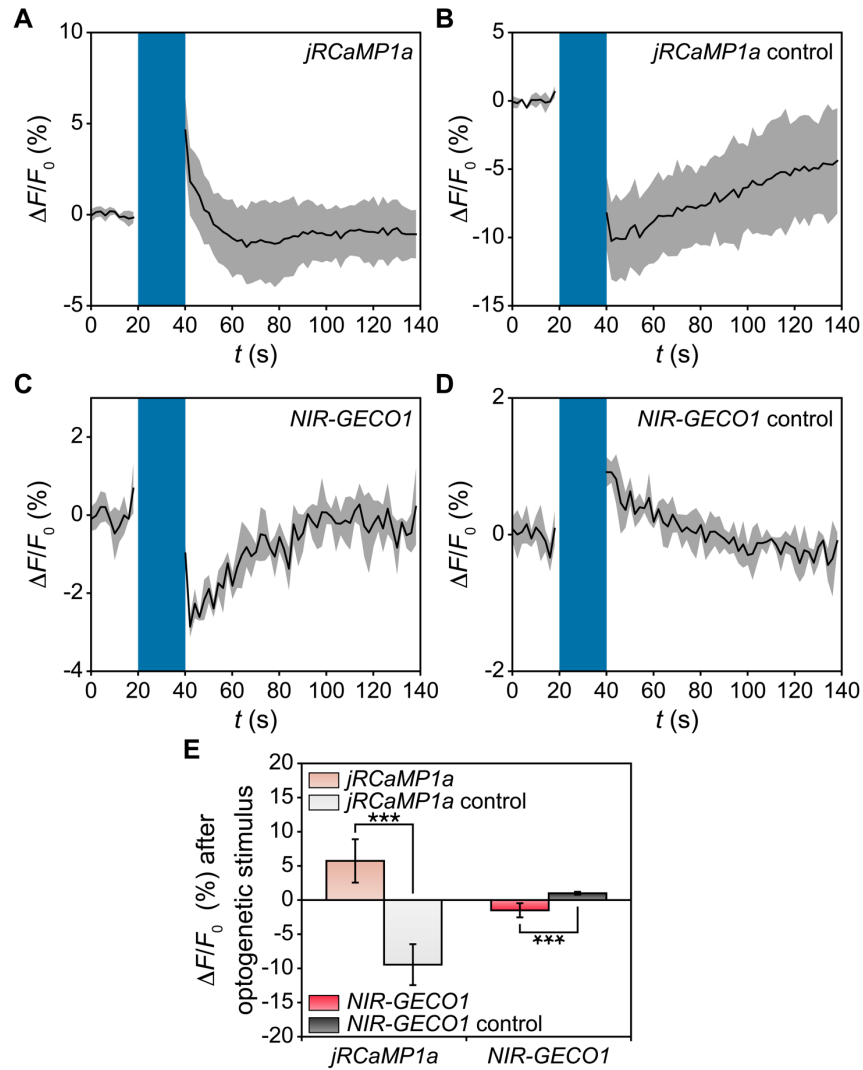 A
jRCaMP1a
10
5
0
-5
ΔF/F0 (%)
0 20 40 60 80 100 120 140
t (s)
B
jRCaMP1a control
5
0
-5
-10
-15
ΔF/F0 (%)
0 20 40 60 80 100 120 140
t (s)
C
NIR-GECO1
2
0
-2
-4
ΔF/F0 (%)
0 20 40 60 80 100 120 140
t (s)
D
NIR-GECO1 control
2
0
-2
ΔF/F0 (%)
0 20 40 60 80 100 120 140
t (s)
E
ΔF/F0 (%) after
optogenetic stimulus
20
15
10
5
0
-5
-10
-15
-20
jRCaMP1a
jRCaMP1a control
***
***
NIR-GECO1
NIR-GECO1 control
jRCaMP1a NIR-GECO1